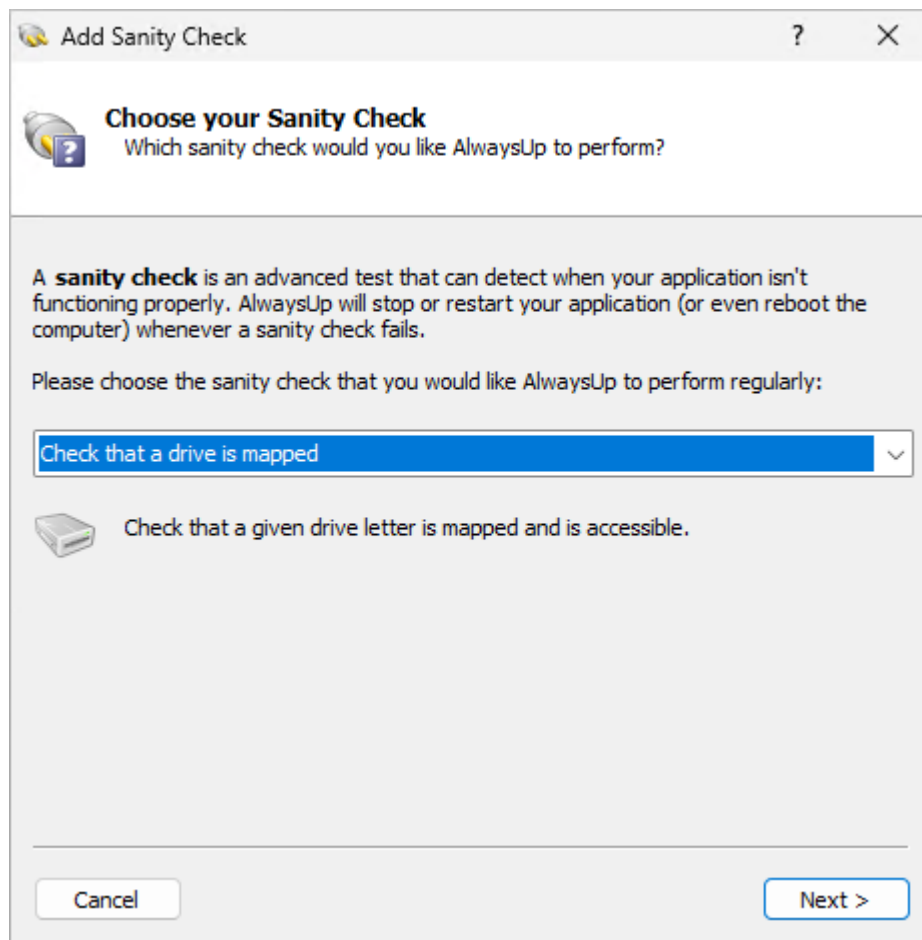 Add Sanity Check
?
Choose your Sanity Check
Which sanity check would you like AlwaysUp to perform?
?
A sanity check is an advanced test that can detect when your application isn't
functioning properly. AlwaysUp will stop or restart your application (or even reboot the
computer) whenever a sanity check fails.
Please choose the sanity check that you would like AlwaysUp to perform regularly:
Check that a drive is mapped
Check that a given drive letter is mapped and is accessible.
Cancel
Next >